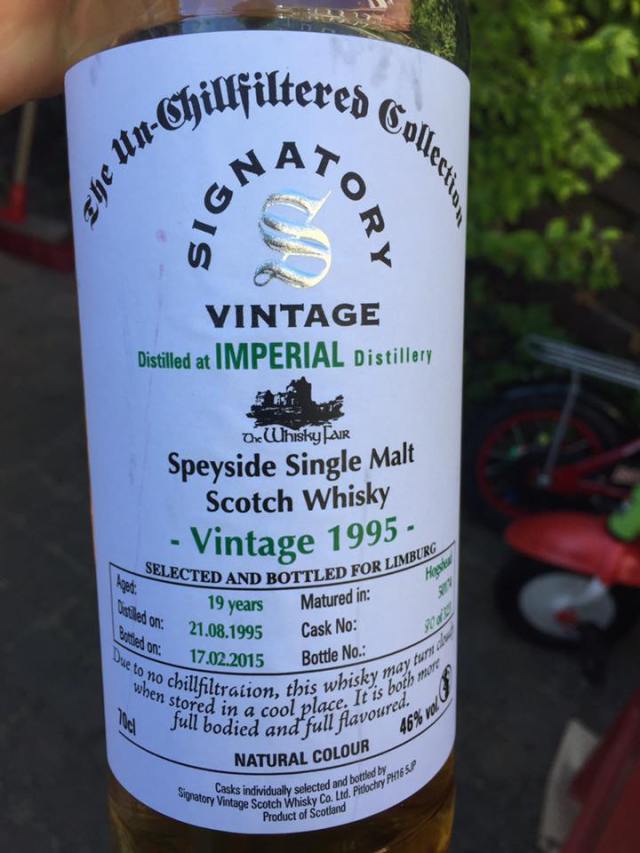 The Un-Chillfiltered Collection
SIGNATORY
S
VINTAGE
Distilled at IMPERIAL Distillery
The Whisky Fair
Speyside Single Malt
Scotch Whisky
- Vintage 1995 -
SELECTED AND BOTTLED FOR LIMBURG
Aged: 19 years Matured in: Hogshead
Distilled on: 21.08.1995 Cask No:
Bottled on: 17.02.2015 Bottle No.:
Due to no chillfiltration, this whisky may turn cloudy
when stored in a cool place. It is both more
full bodied and full flavoured.
70cl 46% vol. S
NATURAL COLOUR
Casks individually selected and bottled by
Signatory Vintage Scotch Whisky Co. Ltd. Pitlochry PH16 5JP
Product of Scotland